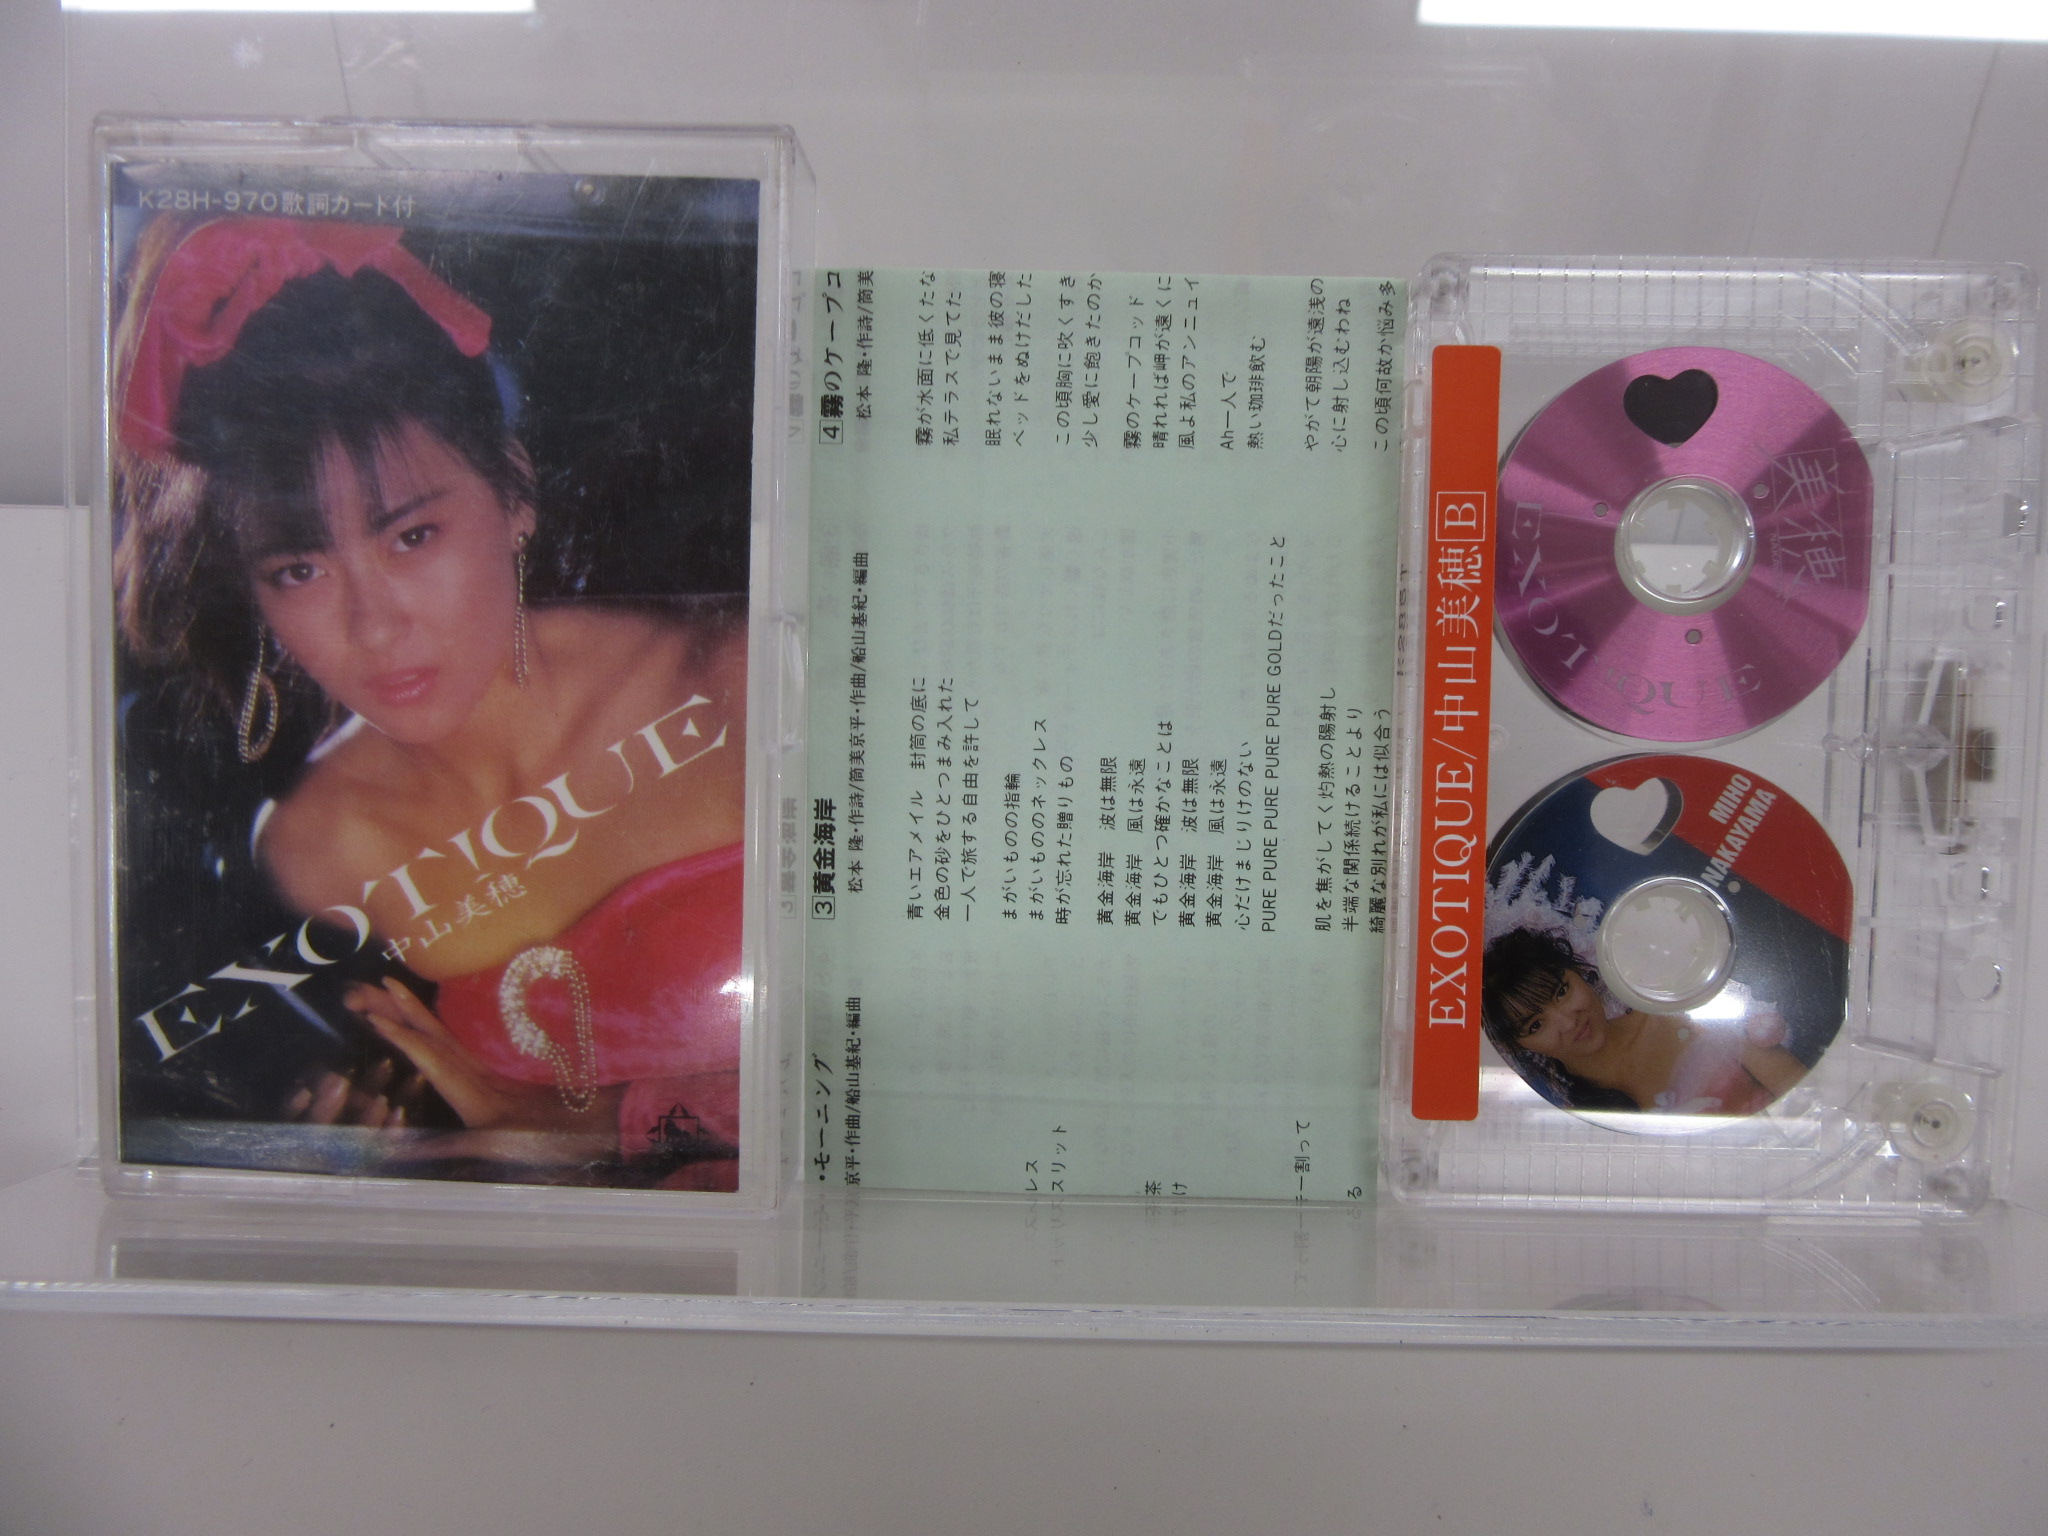 K28H-970歌詞カード付
EXOTIQUE
中山美穂
・モーニング
京平・作曲/船山基紀・編曲
レス
スリット
茶
け
キー割って
る
3黄金海岸
松本 隆・作詩/筒美京平・作曲/船山基紀・編曲
青いエアメイル 封筒の底に
金色の砂をひとつまみ入れた
一人で旅する自由を許して
まがいものの指輪
まがいもののネックレス
時が忘れた贈りもの
黄金海岸 波は無限
黄金海岸 風は永遠
でもひとつ確かなことは
黄金海岸 波は無限
黄金海岸 風は永遠
心だけまじりけのない
PURE PURE PURE PURE PURE GOLDだったこと
肌を焦がしてく灼熱の陽射し
半端な関係続けることより
綺麗な別れが私には似合う
4霧のケープコ
松本 隆・作詩/筒美
霧が水面に低くたな
私テラスで見てた
眠れないまま彼の寝
ベッドをぬけだした
この頃胸に吹くすき
少し愛に飽きたのか
霧のケープコッド
晴れれば岬が遠くに
風よ私のアンニュイ
Ah一人で
熱い珈琲飲む
やがて朝陽が遠浅の
心に射し込むわね
この頃何故か悩み多
EXOTIQUE/中山美穂B
EXOTIQUE
美穂
MIHO
NAKAYAMA